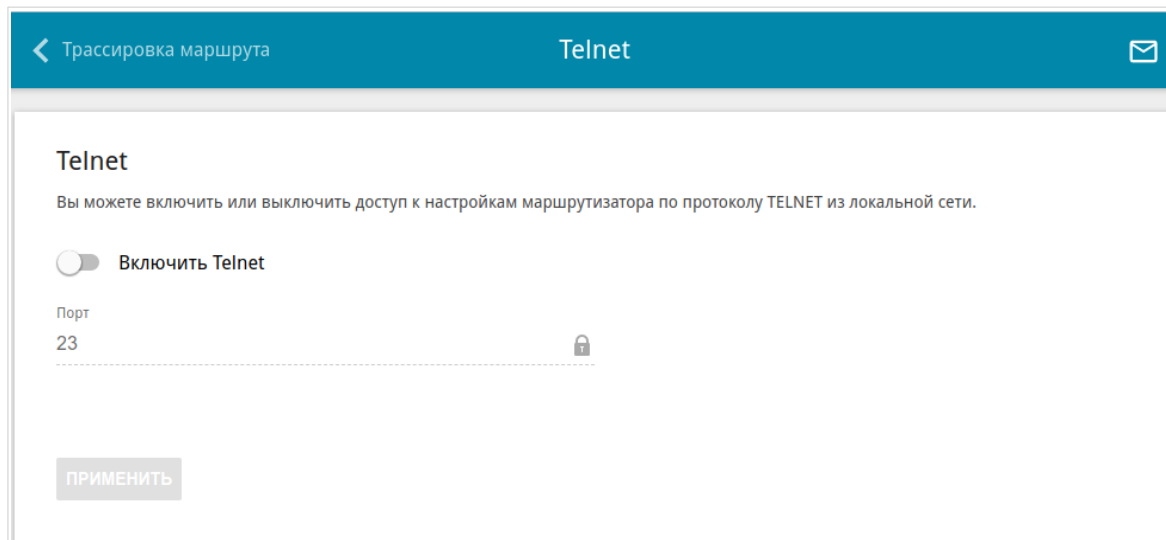 Трассировка маршрута
Telnet
Telnet
Вы можете включить или выключить доступ к настройкам маршрутизатора по протоколу TELNET из локальной сети.
Включить Telnet
Порт
23
ПРИМЕНИТЬ